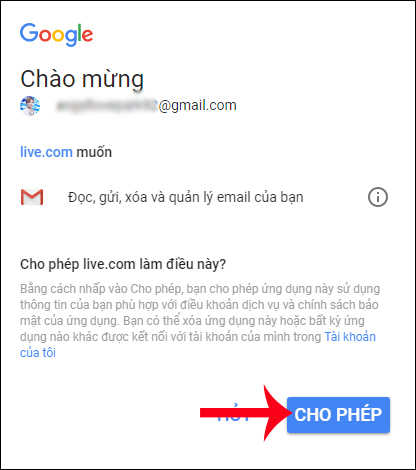 Google
Chào mừng
@gmail.com
live.com muốn
Đọc, gửi, xóa và quản lý email của bạn
Cho phép live.com làm điều này?
Bằng cách nhấp vào Cho phép, bạn cho phép ứng dụng này sử dụng
thông tin của bạn phù hợp với điều khoản dịch vụ và chính sách bảo
mật của ứng dụng. Bạn có thể xóa ứng dụng này hoặc bất kỳ ứng
dụng nào khác được kết nối với tài khoản của mình trong Tài khoản
của tôi
CHO PHÉP